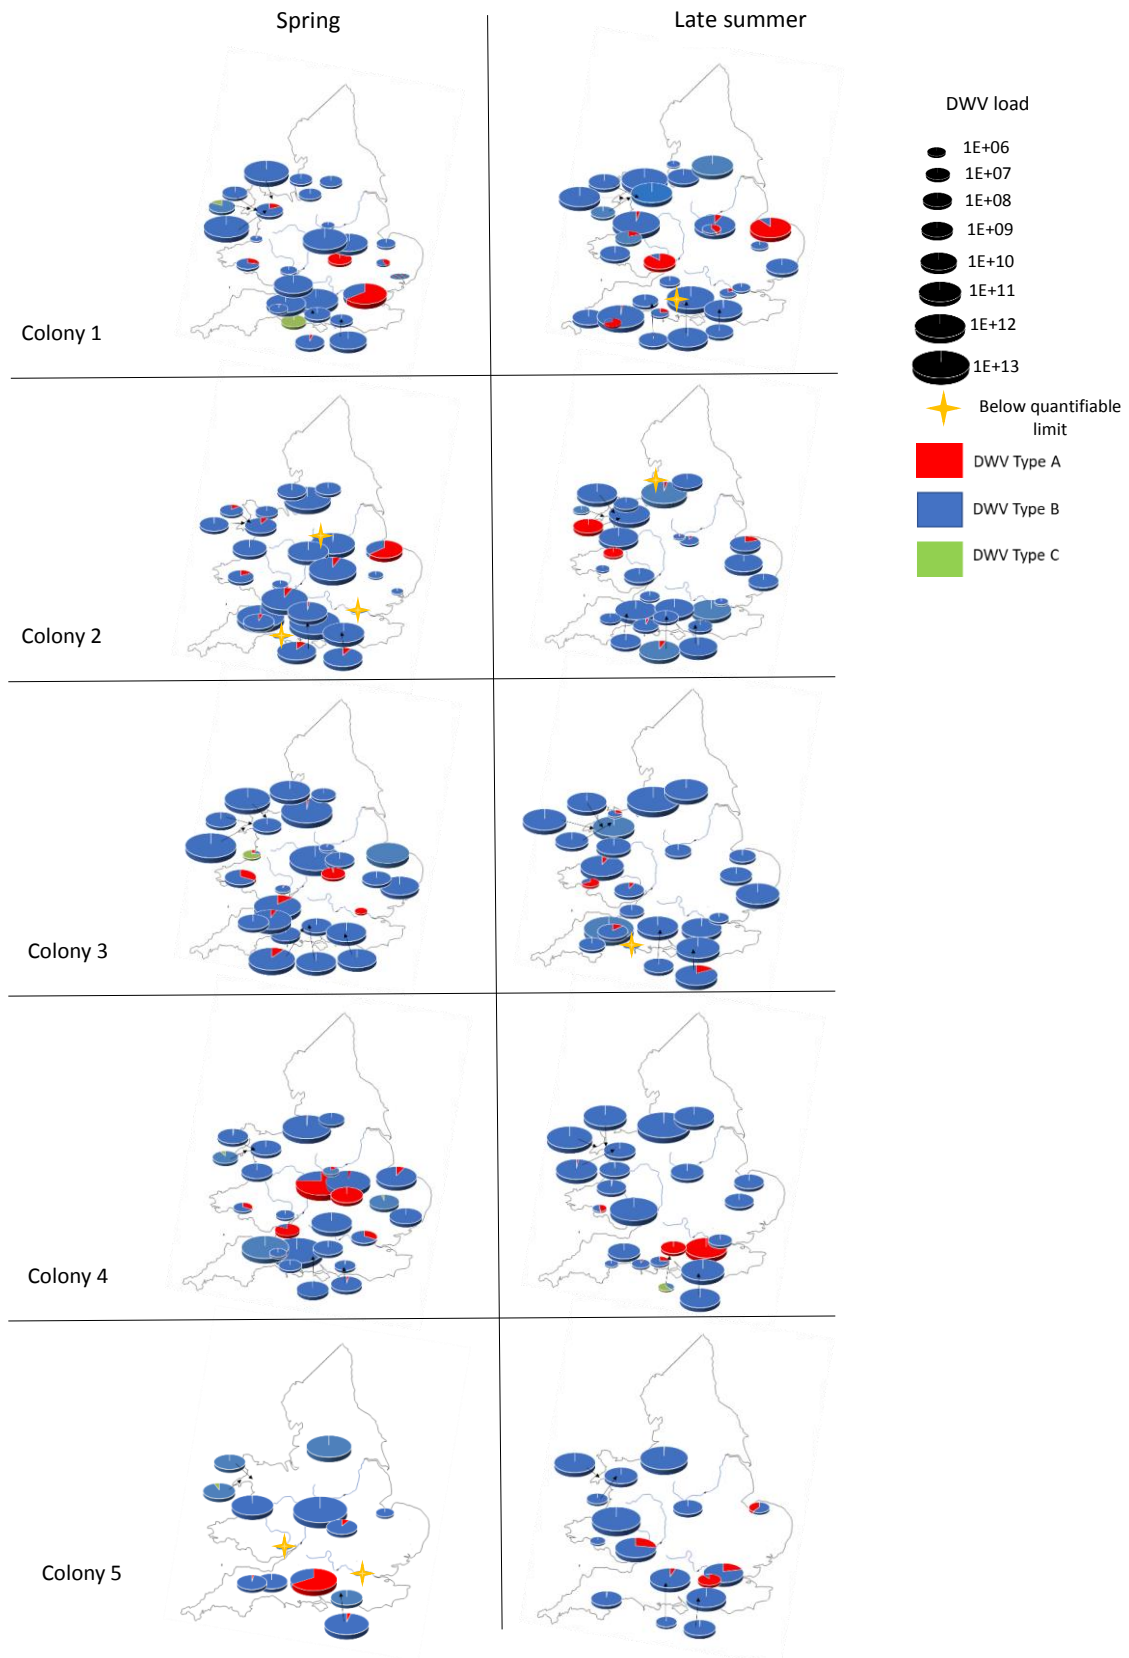 Spring
Late summer
DWV load
1E+06
1E+07
1E+08
1E+09
1E+10
1E+11
1E+12
1E+13
Below quantifiable
limit
DWV Type A
DWV Type B
DWV Type C
Colony 1
Colony 2
Colony 3
Colony 4
Colony 5